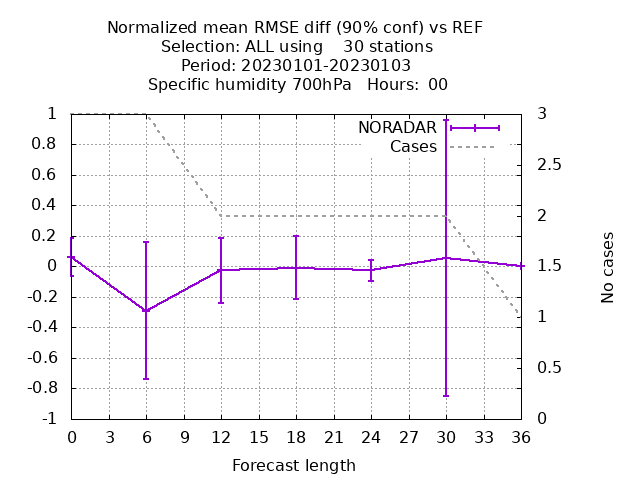 Normalized mean RMSE diff (90% conf) vs REF
Selection: ALL using    30 stations
Period: 20230101-20230103
Specific humidity 700hPa   Hours:  00
NORADAR
Cases
1
0.8
0.6
0.4
0.2
0
-0.2
-0.4
-0.6
-0.8
-1
3
2.5
2
1.5
1
0.5
0
No cases
0 3 6 9 12 15 18 21 24 27 30 33 36
Forecast length